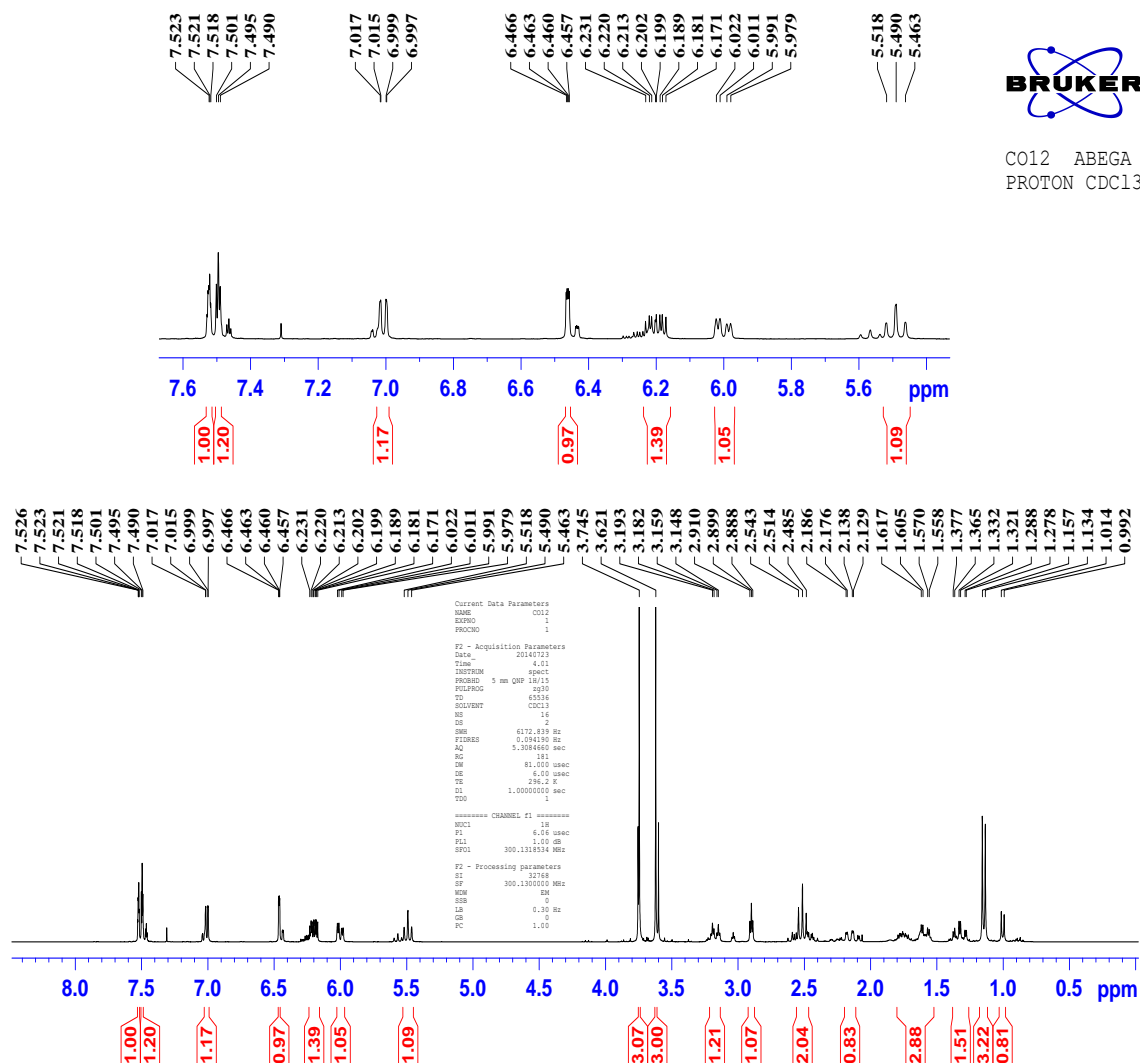 7.523 7.521 7.518 7.501 7.495 7.490 7.017 7.015 6.999 6.997 6.466 6.463 6.460 6.457 6.231 6.220 6.213 6.202 6.199 6.189 6.181 6.171 6.022 6.011 5.991 5.979 5.518 5.490 5.463
BRUKER
CO12 ABEGA
PROTON CDCl3
7.6 7.4 7.2 7.0 6.8 6.6 6.4 6.2 6.0 5.8 5.6 ppm
1.00 1.20 1.17 0.97 1.39 1.05 1.09
7.526 7.523 7.521 7.518 7.501 7.495 7.490 7.017 7.015 6.999 6.997 6.466 6.463 6.460 6.457 6.231 6.220 6.213 6.202 6.199 6.189 6.181 6.171 6.022 6.011 5.991 5.979 5.518 5.490 5.463 3.745 3.621 3.193 3.182 3.159 3.148 2.910 2.899 2.888 2.543 2.514 2.485 2.186 2.176 2.138 2.129 1.617 1.605 1.570 1.558 1.377 1.365 1.332 1.321 1.288 1.278 1.157 1.134 1.014 0.992
Current Data Parameters
NAME CO12
EXPNO 1
PROCNO 1
F2 - Acquisition Parameters
Date_ 20140723
Time 4.01
INSTRUM spect
PROBHD 5 mm QNP 1H/15
PULPROG zg30
TD 65536
SOLVENT CDCl3
NS 16
DS 2
SWH 6172.839 Hz
FIDRES 0.094190 Hz
AQ 5.3084660 sec
RG 181
DW 81.000 usec
DE 6.00 usec
TE 296.2 K
D1 1.00000000 sec
TD0 1
======== CHANNEL f1 ========
NUC1 1H
P1 6.06 usec
PL1 1.00 dB
SFO1 300.1318534 MHz
F2 - Processing parameters
SI 32768
SF 300.1300000 MHz
WDW EM
SSB 0
LB 0.30 Hz
GB 0
PC 1.00
8.0 7.5 7.0 6.5 6.0 5.5 5.0 4.5 4.0 3.5 3.0 2.5 2.0 1.5 1.0 0.5 ppm
1.00 1.20 1.17 0.97 1.39 1.05 1.09 3.07 3.00 1.21 1.07 2.04 0.83 2.88 1.51 3.22 0.81